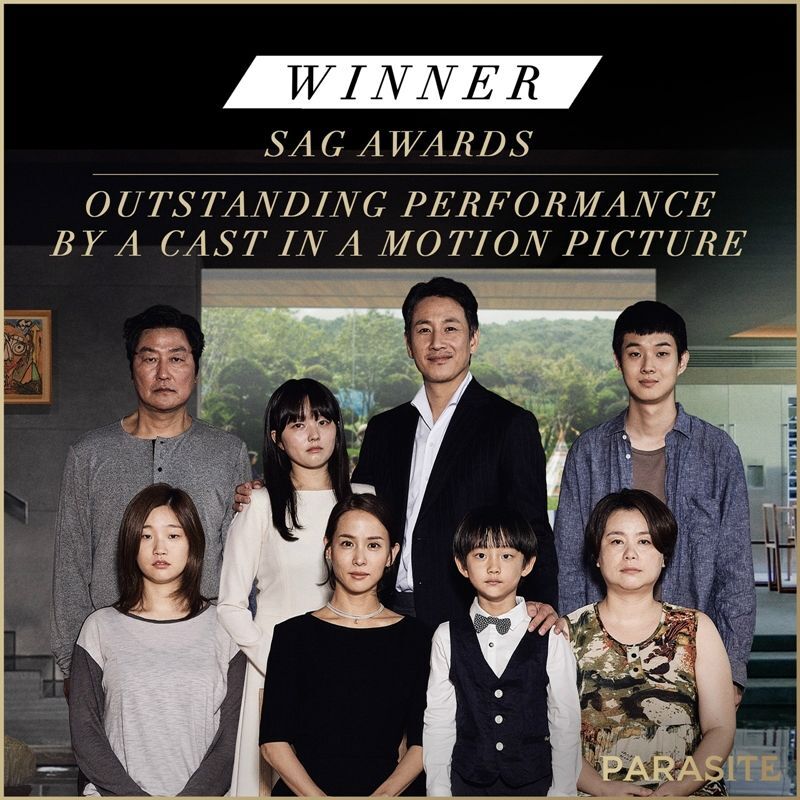 WINNER
SAG AWARDS
OUTSTANDING PERFORMANCE
BY A CAST IN A MOTION PICTURE
PARASITE